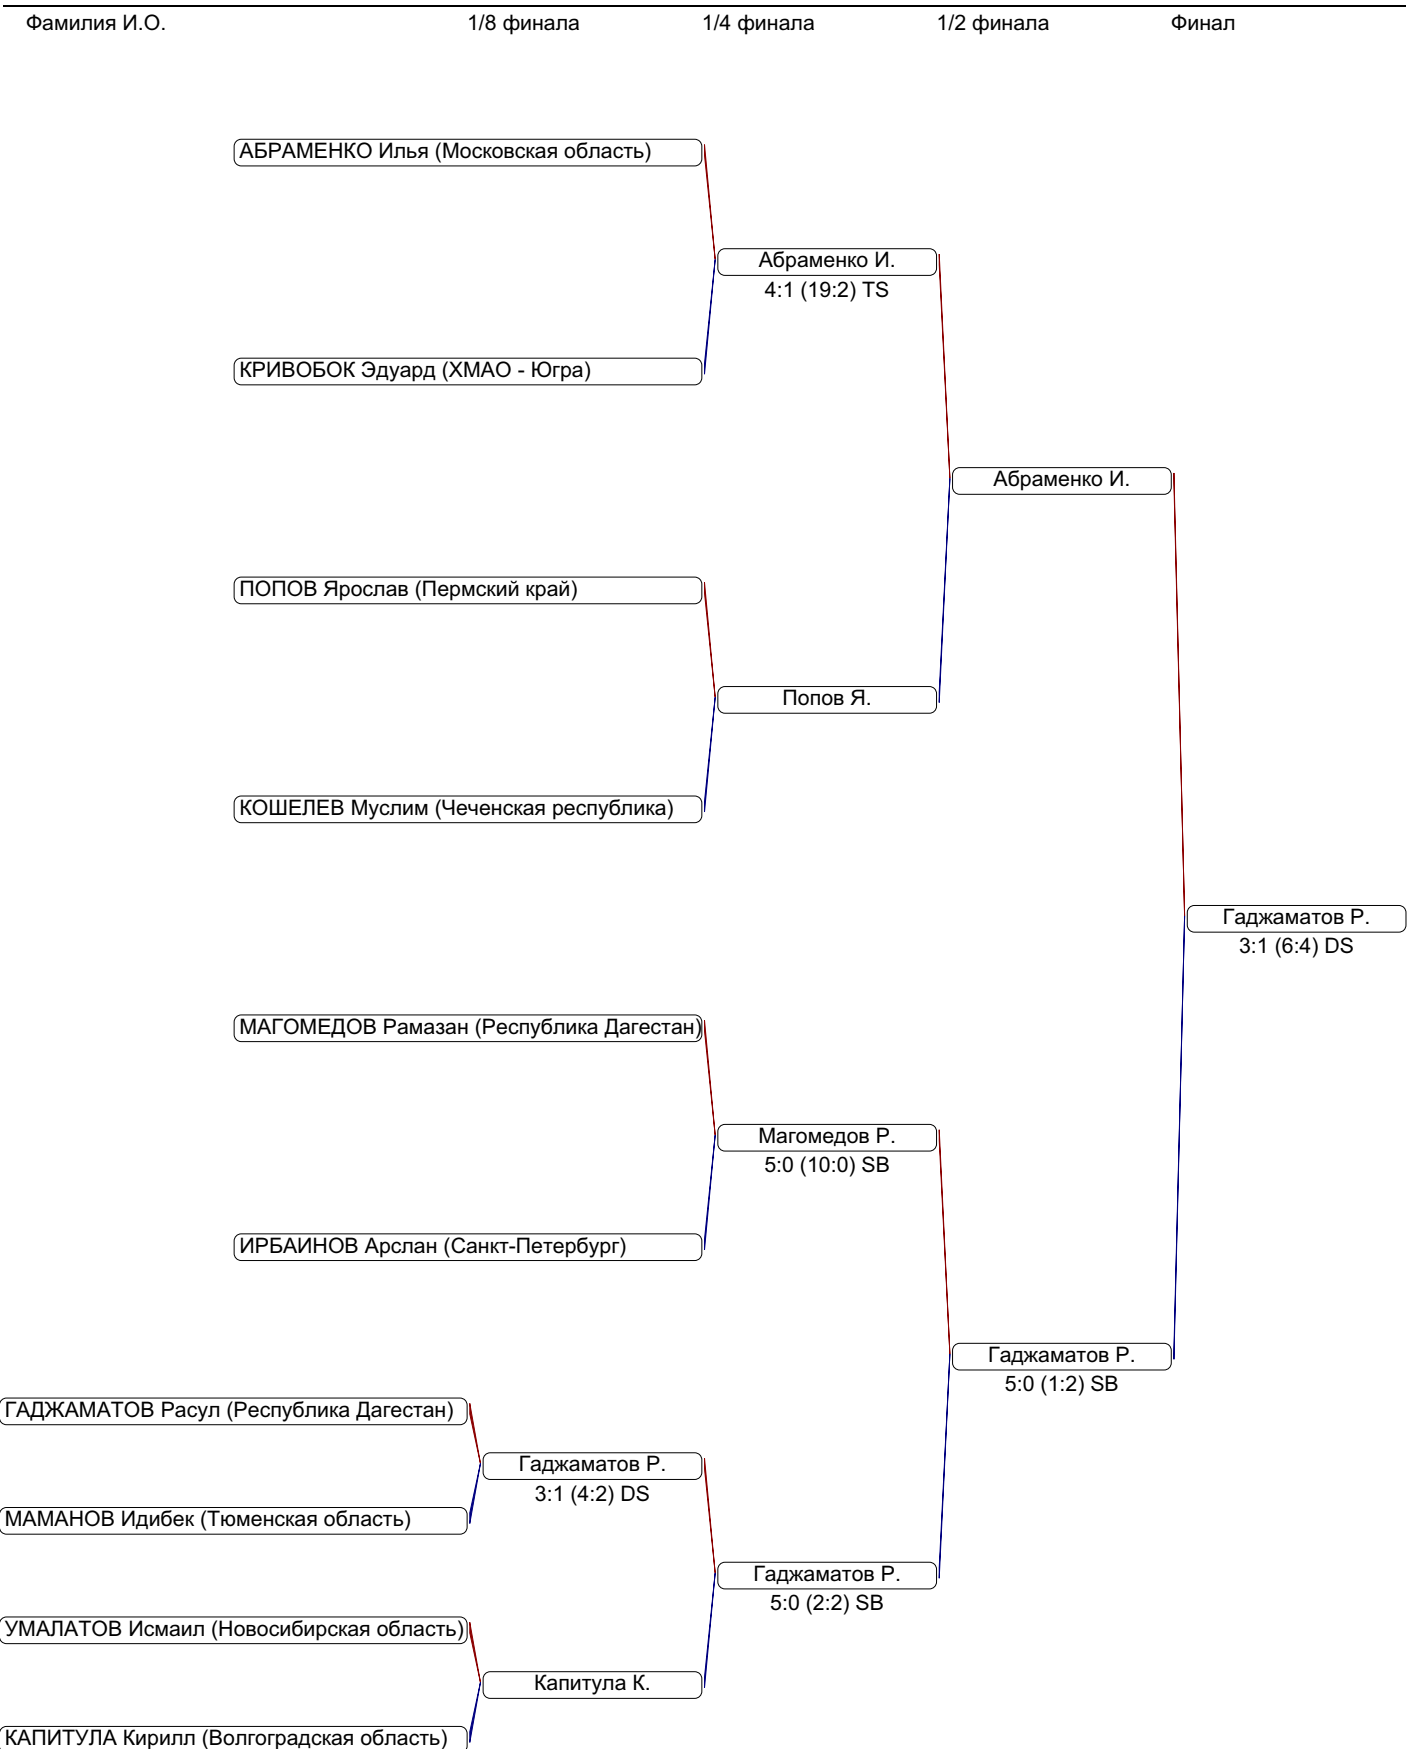 Фамилия И.О. 1/8 финала 1/4 финала 1/2 финала Финал
АБРАМЕНКО Илья (Московская область)
Абраменко И.
4:1 (19:2) TS
КРИВОБОК Эдуард (ХМАО - Югра)
Абраменко И.
ПОПОВ Ярослав (Пермский край)
Попов Я.
КОШЕЛЕВ Муслим (Чеченская республика)
Гаджаматов Р.
3:1 (6:4) DS
МАГОМЕДОВ Рамазан (Республика Дагестан)
Магомедов Р.
5:0 (10:0) SB
ИРБАИНОВ Арслан (Санкт-Петербург)
Гаджаматов Р.
5:0 (1:2) SB
ГАДЖАМАТОВ Расул (Республика Дагестан)
Гаджаматов Р.
3:1 (4:2) DS
МАМАНОВ Идибек (Тюменская область)
Гаджаматов Р.
5:0 (2:2) SB
УМАЛАТОВ Исмаил (Новосибирская область)
Капитула К.
КАПИТУЛА Кирилл (Волгоградская область)